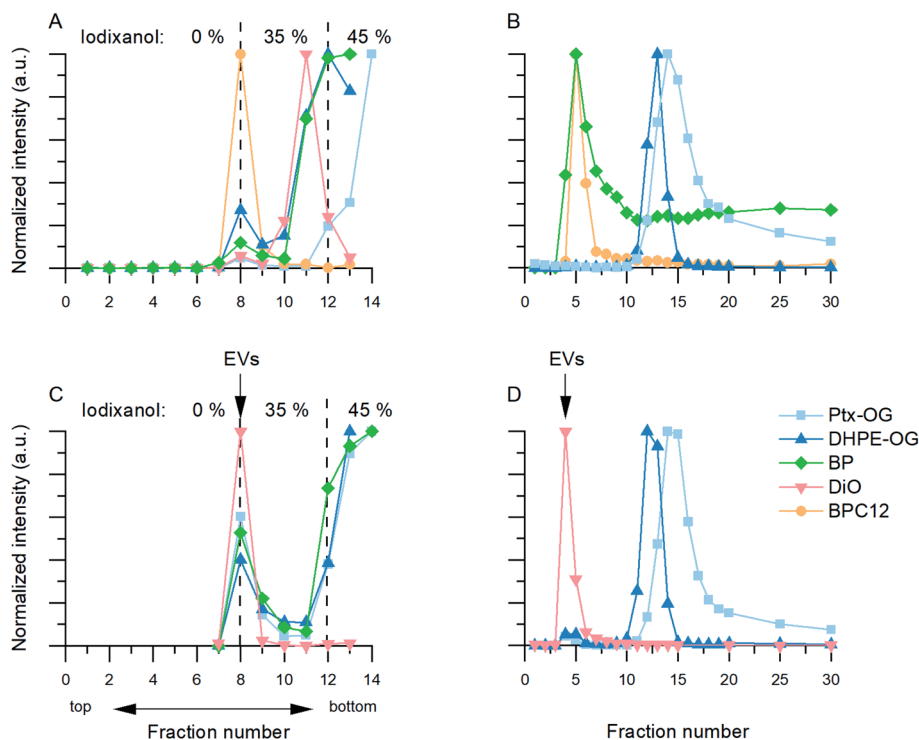 A
B
Iodixanol: 0 % 35 % 45 %
Normalized intensity (a.u.)
0 2 4 6 8 10 12 14
0 5 10 15 20 25 30
EVs
EVs
C
D
Iodixanol: 0 % 35 % 45 %
Normalized intensity (a.u.)
Ptx-OG
DHPE-OG
BP
DiO
BPC12
0 2 4 6 8 10 12 14
0 5 10 15 20 25 30
top bottom
Fraction number
Fraction number